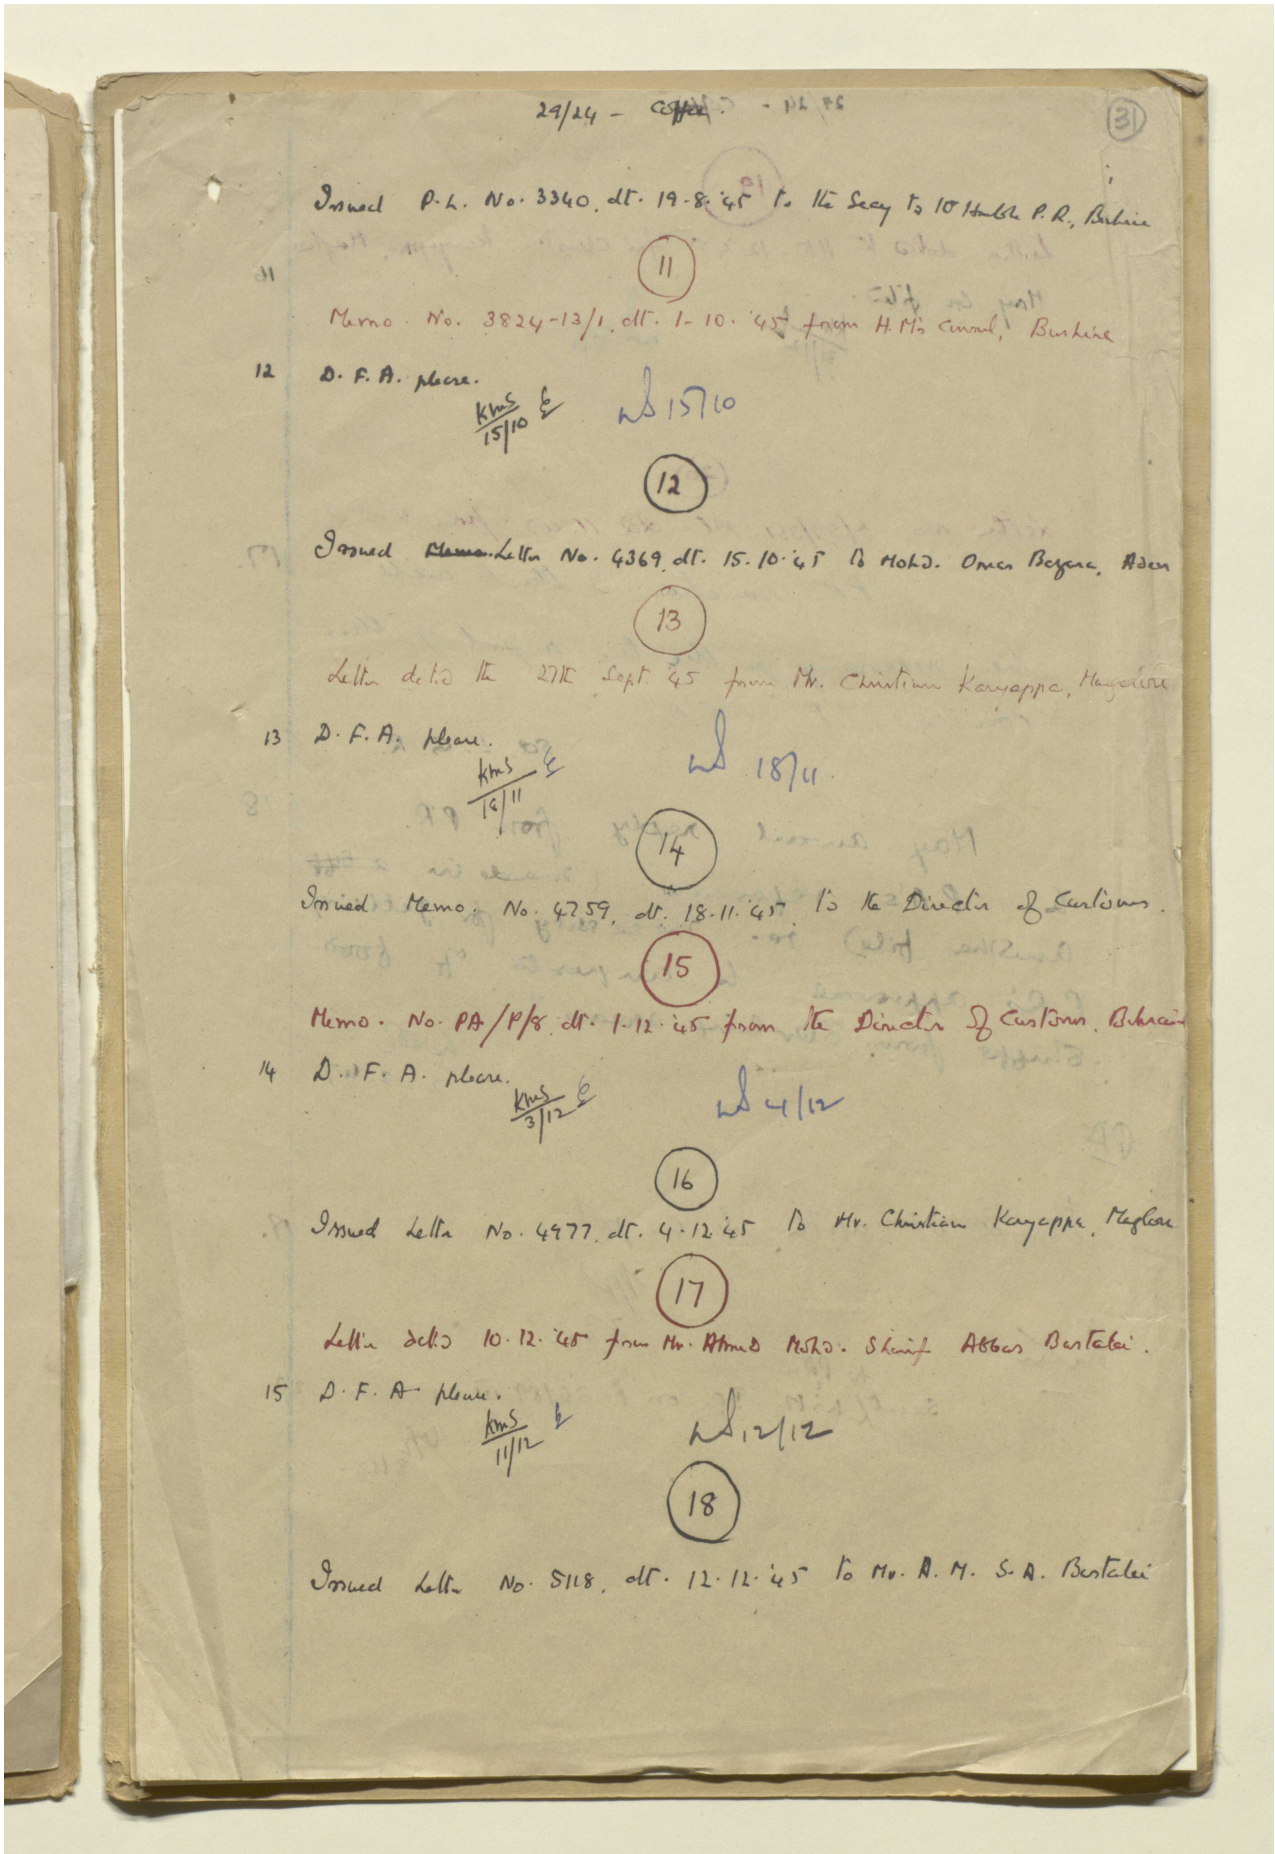 29/24 - Coffee.
31
Issued P.L. No. 3340, dt. 19-8-'45 to the Secy to the Hon'ble P.R., Bushire
11
Memo. No. 3824-13/1, dt. 1-10-'45 from H.M's Consul, Bushire
12 D.F.A. please.
KMS
15/10
15/10
12
Issued Letter No. 4369, dt. 15.10.'45 to Mohd. Omer Bazara, Aden
13
Letter dated the 27th Sept. '45 from Mr. Christian Karyappa, Mangalore
13 D.F.A. please.
KMS
18/11
14
Issued Memo. No. 4759, dt. 18-11-'45, to the Director of Customs.
15
Memo. No. PA/P/8, dt. 1-12-'45 from the Director of Customs, Bahrain
14 D.F.A. please.
KMS
3/12
4/12
16
Issued Letter No. 4977, dt. 4-12-'45 to Mr. Christian Karyappa, Maglore
17
Letter dated 10.12.'45 from Mr. Ahmed Mohd. Sharif Abbas Bastaki.
15 D.F.A. please.
KMS
11/12
12/12
18
Issued Letter No. 5118, dt. 12.12.'45 to Mr. A.M.S.A. Bastaki